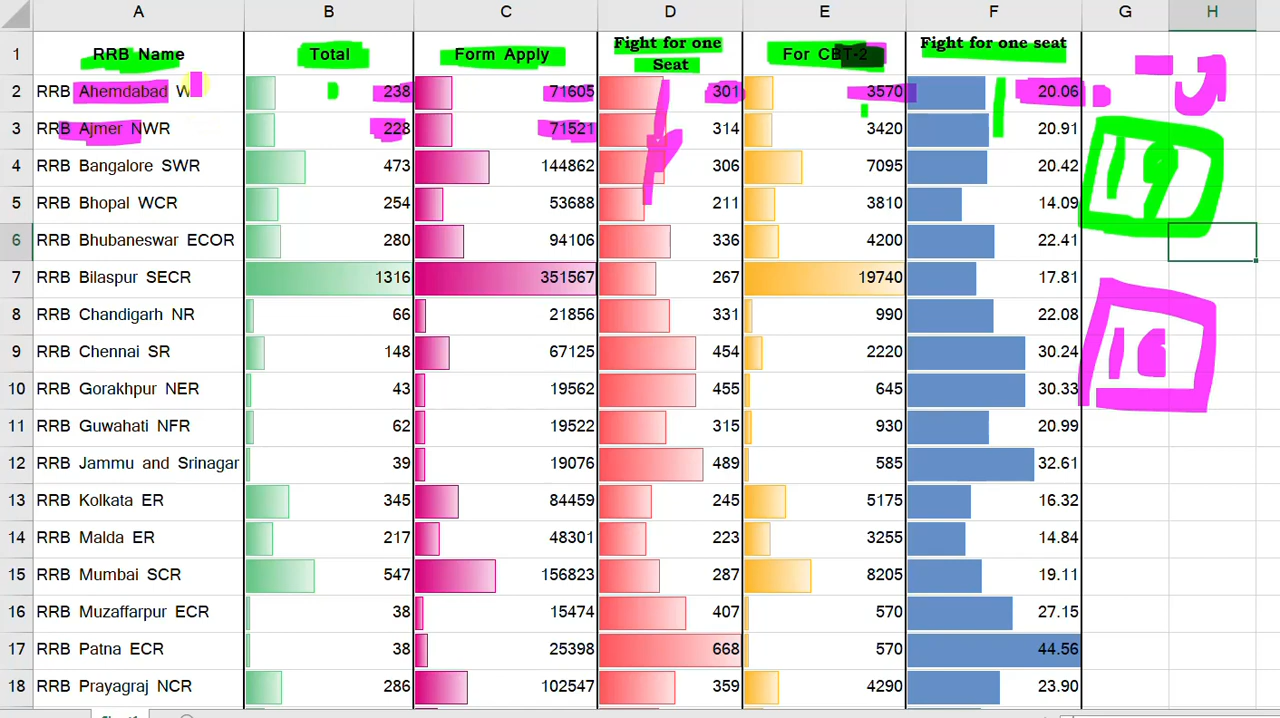 A B C D E F G H
1 RRB Name Total Form Apply Fight for one Seat For CBT-2 Fight for one seat
2 RRB Ahemdabad W 238 71605 301 3570 20.06
3 RRB Ajmer NWR 228 71521 314 3420 20.91
4 RRB Bangalore SWR 473 144862 306 7095 20.42
5 RRB Bhopal WCR 254 53688 211 3810 14.09
6 RRB Bhubaneswar ECOR 280 94106 336 4200 22.41
7 RRB Bilaspur SECR 1316 351567 267 19740 17.81
8 RRB Chandigarh NR 66 21856 331 990 22.08
9 RRB Chennai SR 148 67125 454 2220 30.24
10 RRB Gorakhpur NER 43 19562 455 645 30.33
11 RRB Guwahati NFR 62 19522 315 930 20.99
12 RRB Jammu and Srinagar 39 19076 489 585 32.61
13 RRB Kolkata ER 345 84459 245 5175 16.32
14 RRB Malda ER 217 48301 223 3255 14.84
15 RRB Mumbai SCR 547 156823 287 8205 19.11
16 RRB Muzaffarpur ECR 38 15474 407 570 27.15
17 RRB Patna ECR 38 25398 668 570 44.56
18 RRB Prayagraj NCR 286 102547 359 4290 23.90